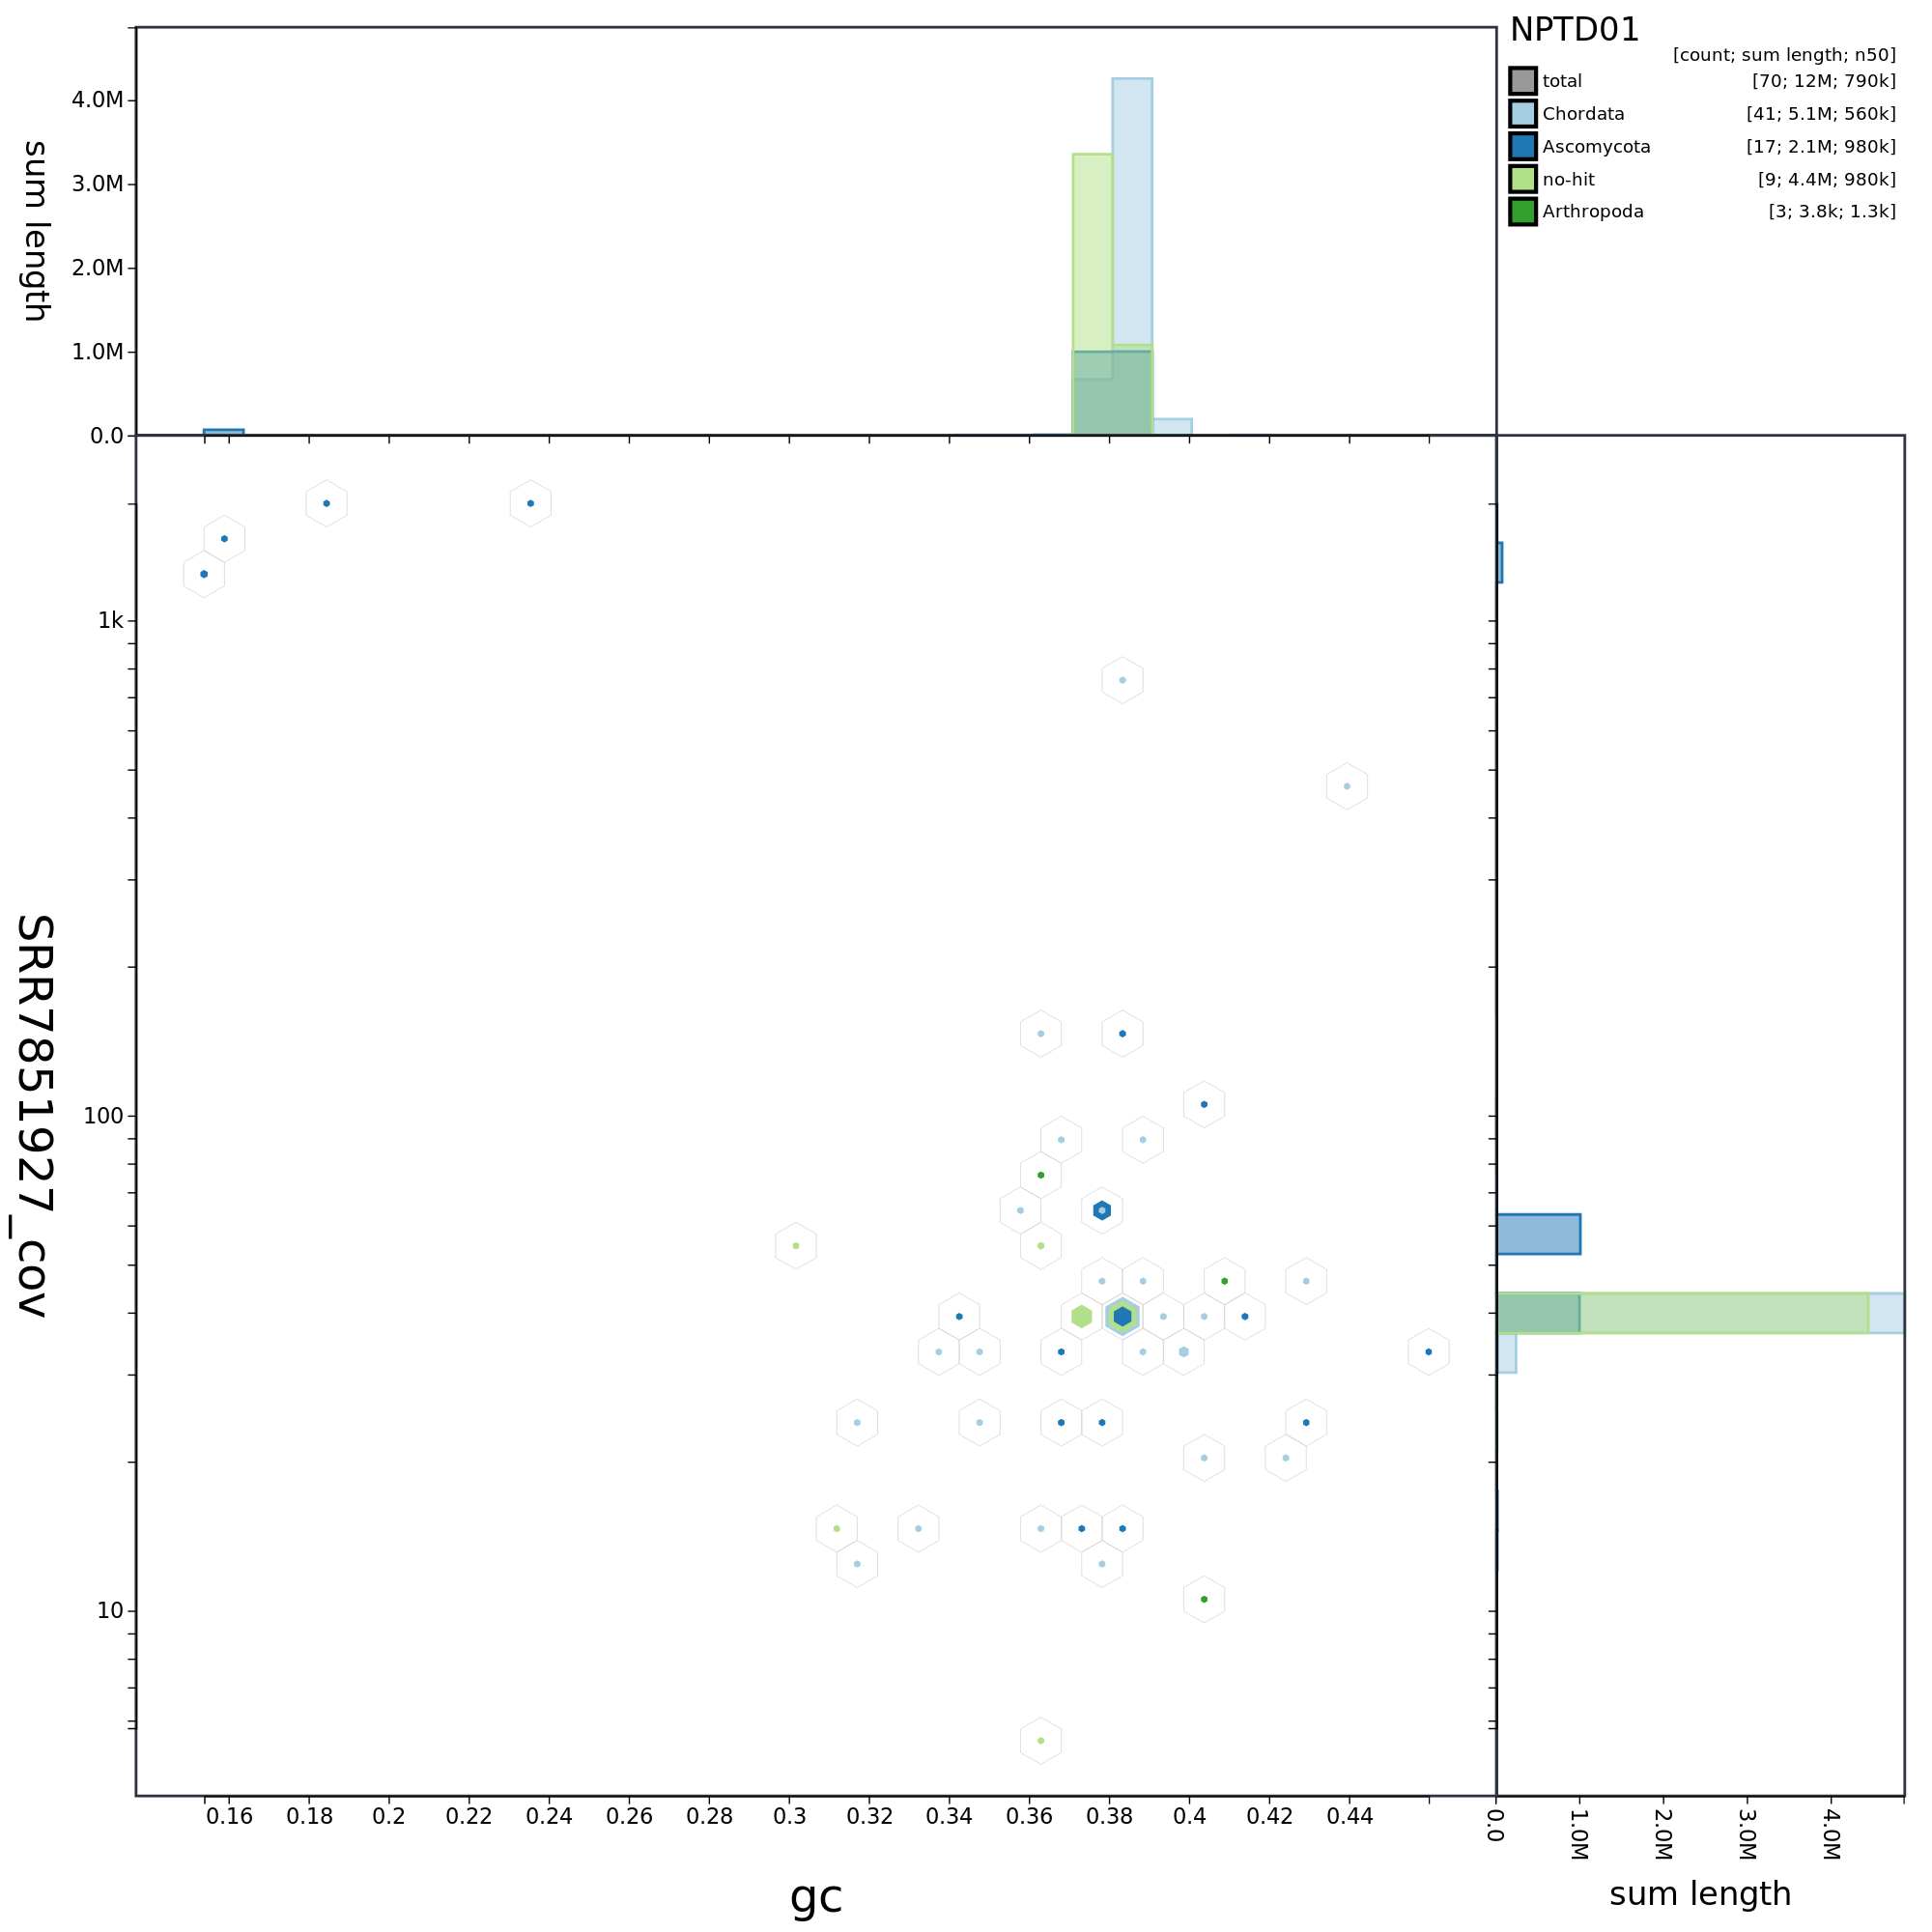 NPTD01
[count; sum length; n50]
total [70; 12M; 790k]
Chordata [41; 5.1M; 560k]
Ascomycota [17; 2.1M; 980k]
no-hit [9; 4.4M; 980k]
Arthropoda [3; 3.8k; 1.3k]
sum length
4.0M
3.0M
2.0M
1.0M
0.0
SRR7851927_cov
1k
100
10
0.16 0.18 0.2 0.22 0.24 0.26 0.28 0.3 0.32 0.34 0.36 0.38 0.4 0.42 0.44
gc
0.0 1.0M 2.0M 3.0M 4.0M
sum length